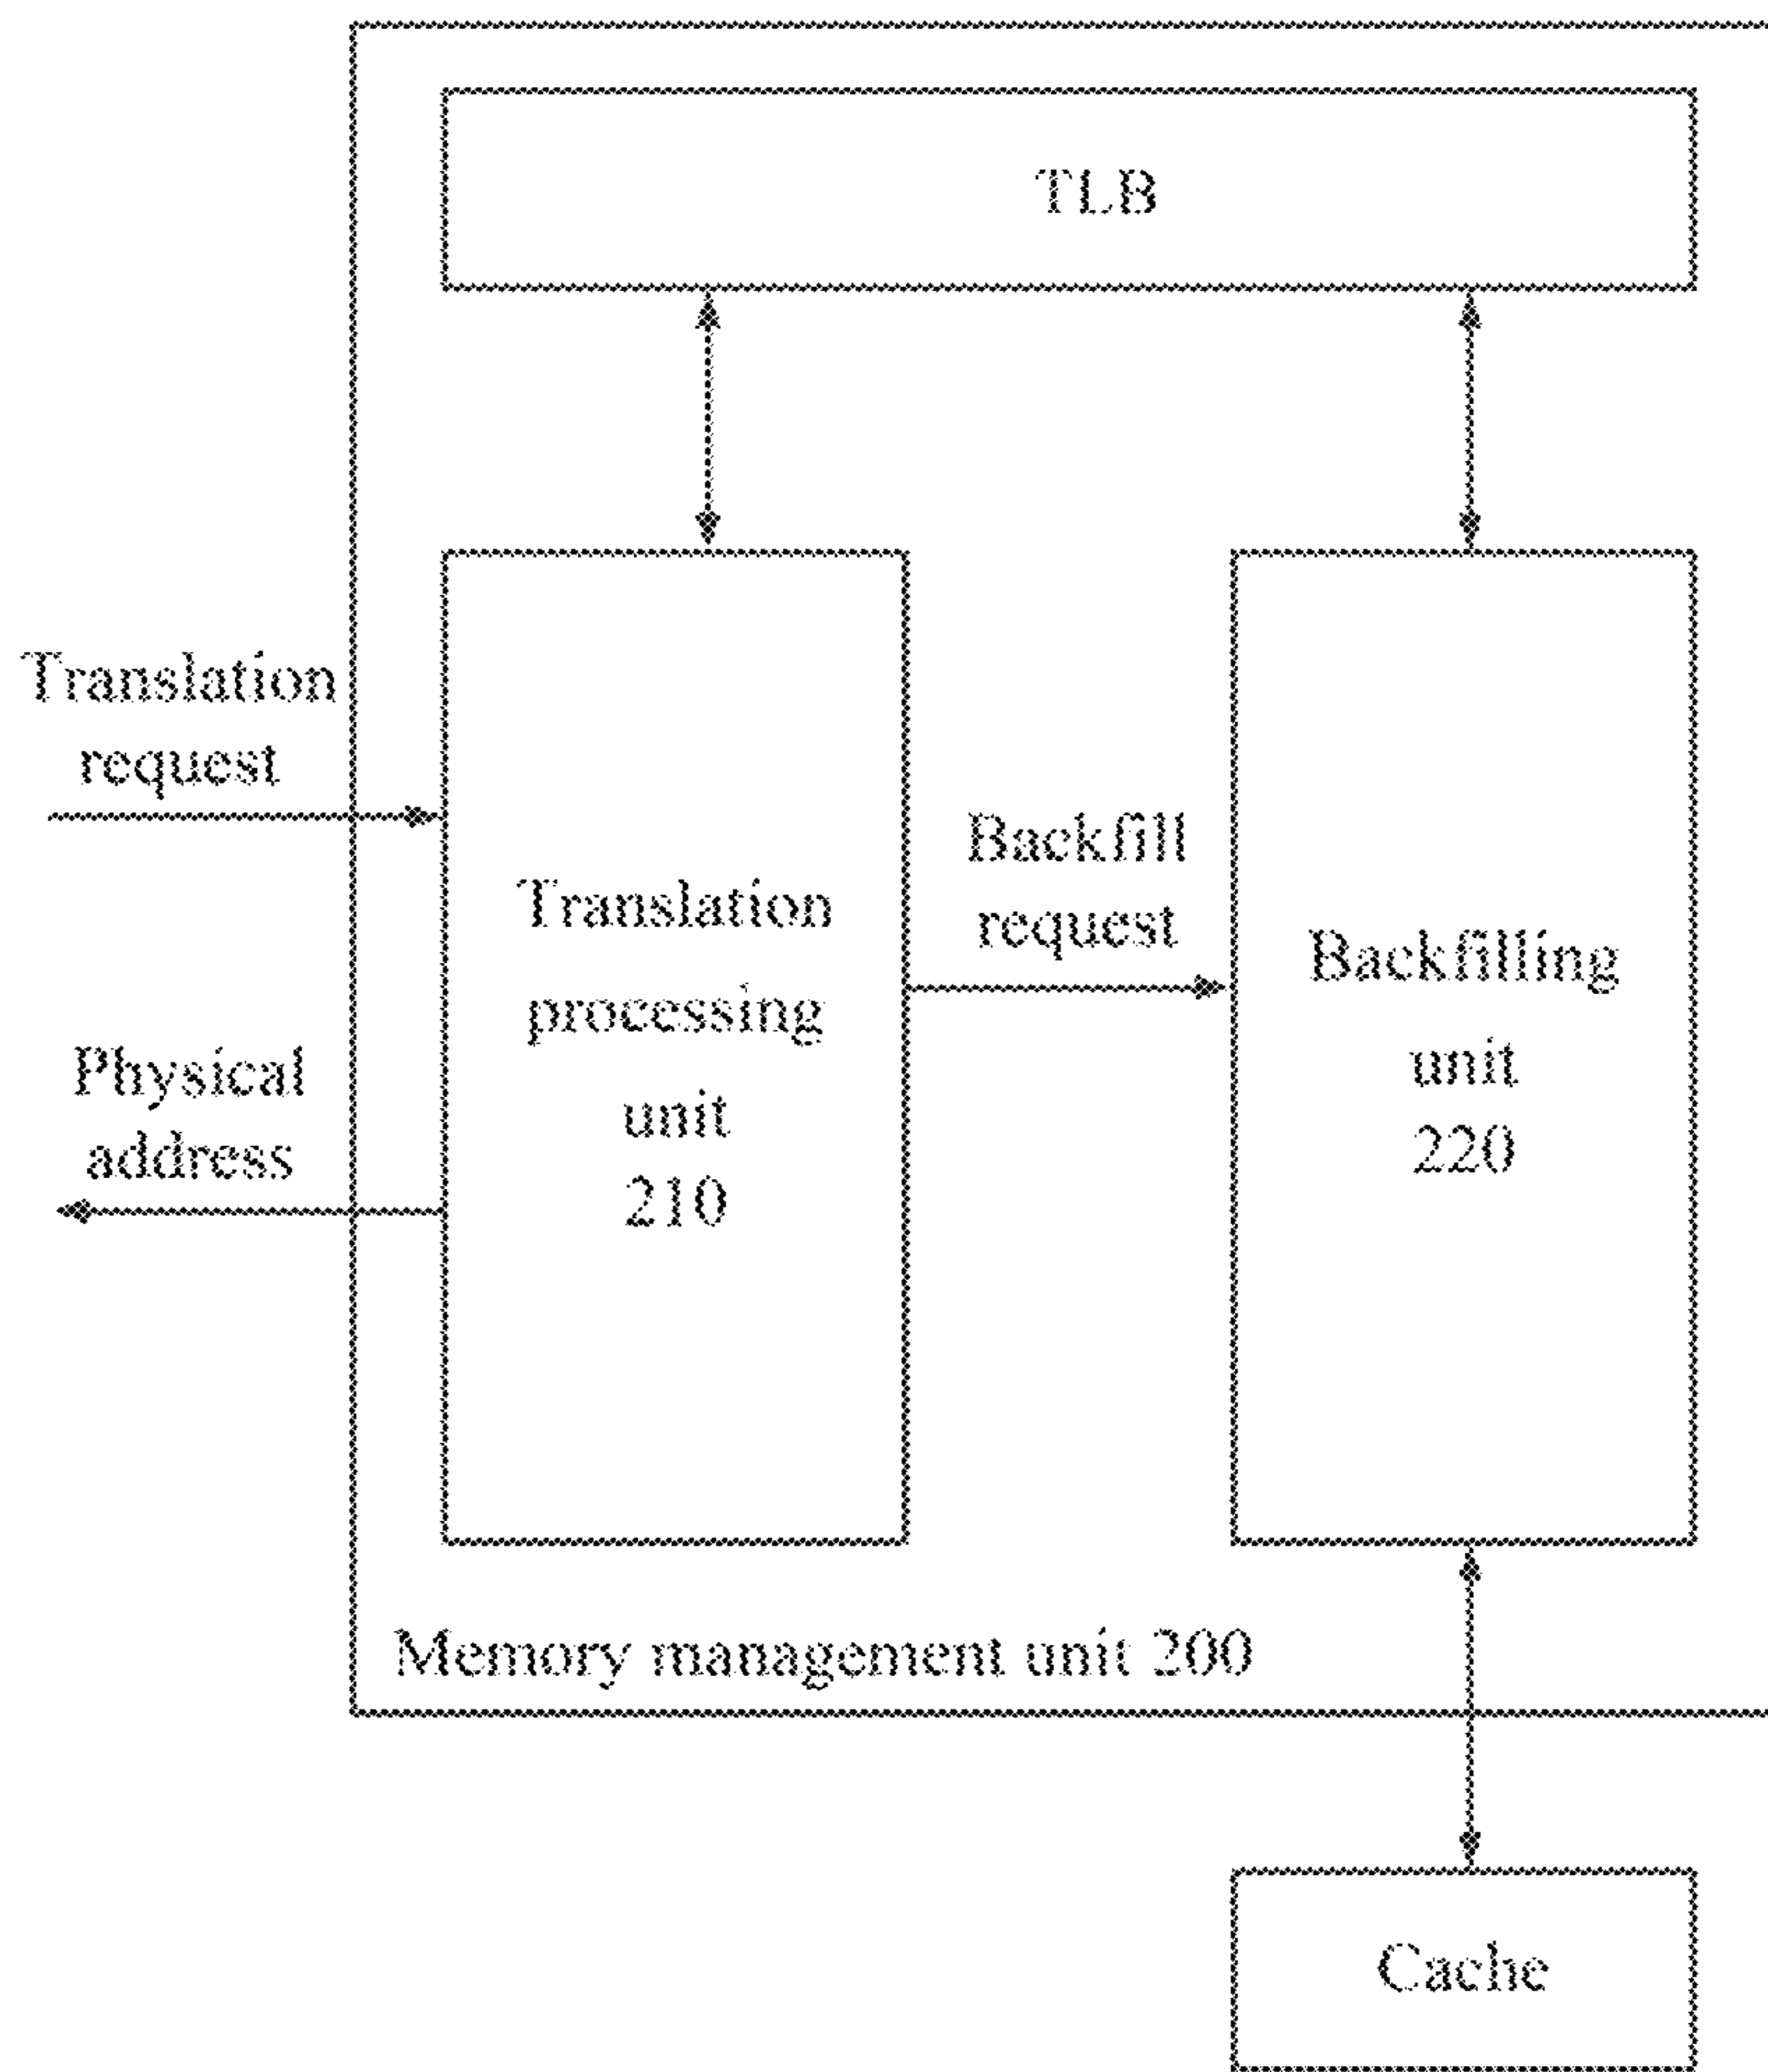 TLB
Translation
request
Physical
address
Translation
processing
unit
210
Backfill
request
Backfilling
unit
220
Memory management unit 200
Cache